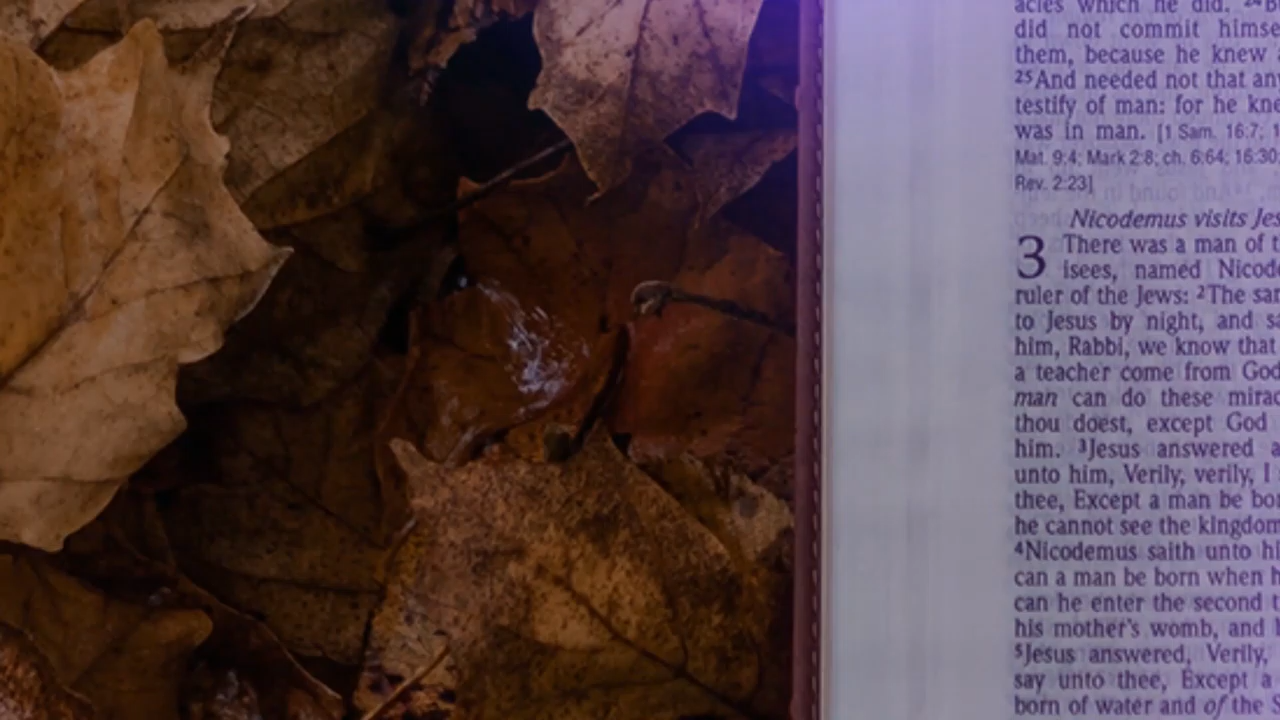 acles which he did. 24B
did not commit himse
them, because he knew a
25And needed not that any
testify of man: for he kne
was in man. [1 Sam. 16:7; 1
Mat. 9:4; Mark 2:8; ch. 6:64; 16:30;
Rev. 2:23]
Nicodemus visits Jes
3 There was a man of t
isees, named Nicode
ruler of the Jews: 2The sam
to Jesus by night, and sa
him, Rabbi, we know that
a teacher come from God
man can do these mirac
thou doest, except God
him. 3Jesus answered a
unto him, Verily, verily, I
thee, Except a man be bor
he cannot see the kingdom
4Nicodemus saith unto hi
can a man be born when h
can he enter the second t
his mother's womb, and b
5Jesus answered, Verily,
say unto thee, Except a
born of water and of the S